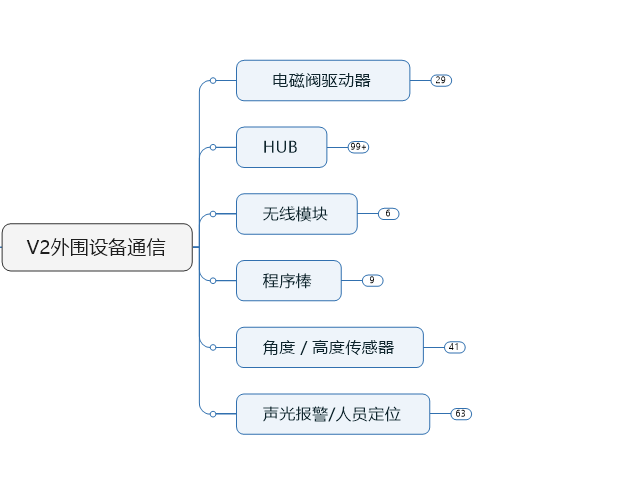 电磁阀驱动器 29
HUB 99+
无线模块 6
V2外围设备通信
程序棒 9
角度 / 高度传感器 41
声光报警/人员定位 63